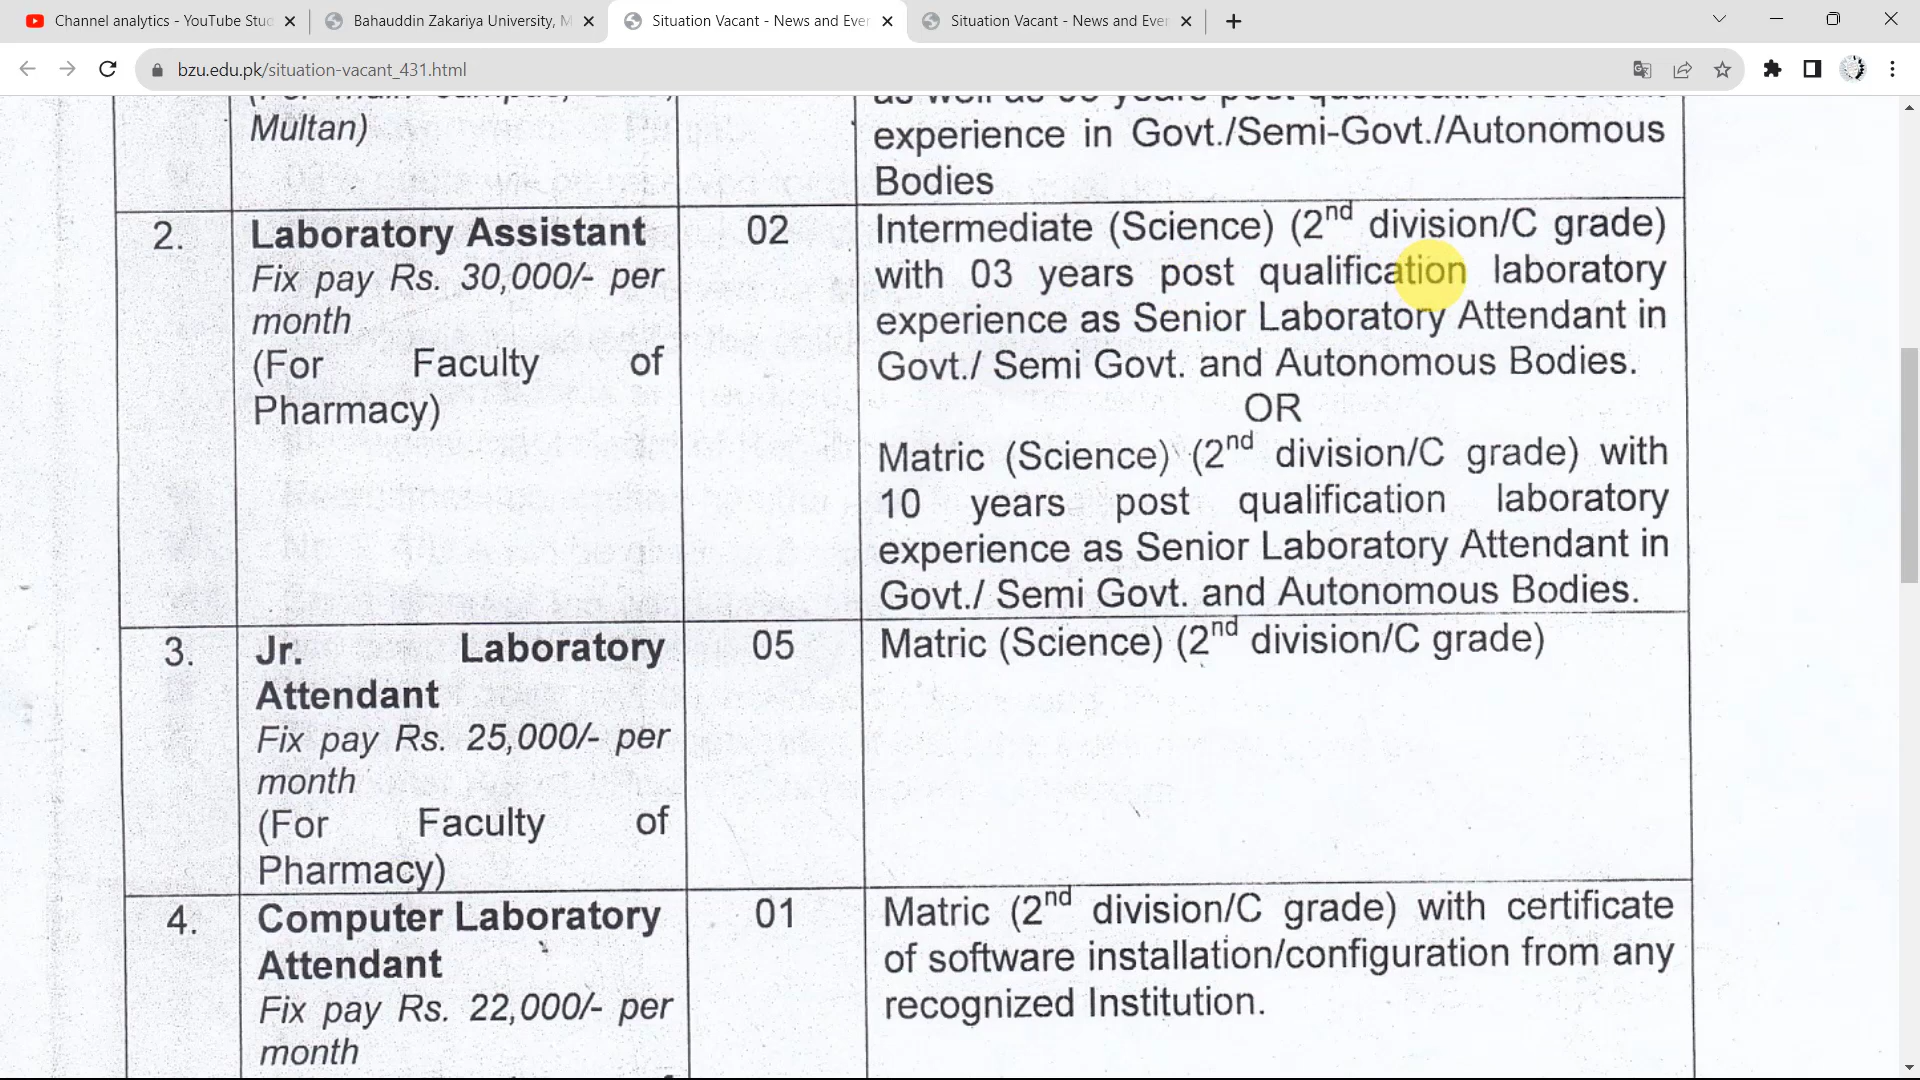 Channel analytics - YouTube Stud
Bahauddin Zakariya University, M
Situation Vacant - News and Even
Situation Vacant - News and Even
bzu.edu.pk/situation-vacant_431.html
Multan)
experience in Govt./Semi-Govt./Autonomous
Bodies
2.
Laboratory Assistant
Fix pay Rs. 30,000/- per
month
(For Faculty of
Pharmacy)
02
Intermediate (Science) (2nd division/C grade)
with 03 years post qualification laboratory
experience as Senior Laboratory Attendant in
Govt./ Semi Govt. and Autonomous Bodies.
OR
Matric (Science) (2nd division/C grade) with
10 years post qualification laboratory
experience as Senior Laboratory Attendant in
Govt./ Semi Govt. and Autonomous Bodies.
3.
Jr. Laboratory
Attendant
Fix pay Rs. 25,000/- per
month
(For Faculty of
Pharmacy)
05
Matric (Science) (2nd division/C grade)
4.
Computer Laboratory
Attendant
Fix pay Rs. 22,000/- per
month
01
Matric (2nd division/C grade) with certificate
of software installation/configuration from any
recognized Institution.